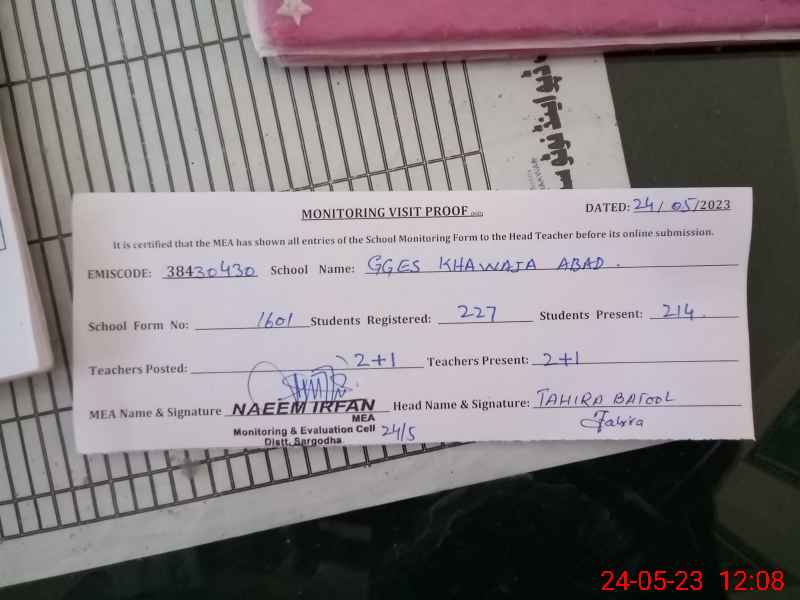 MONITORING VISIT PROOF
DATED: 24/05/2023
It is certified that the MEA has shown all entries of the School Monitoring Form to the Head Teacher before its online submission.
EMISCODE: 38430430 School Name: GGES KHAWAJA ABAD.
School Form No: 1601 Students Registered: 227 Students Present: 214.
Teachers Posted: 2+1 Teachers Present: 2+1
MEA Name & Signature NAEEM IRFAN Head Name & Signature: TAHIRA BATOOL
MEA
Tahira
Monitoring & Evaluation Cell 24/5
Distt. Sargodha
24-05-23 12:08